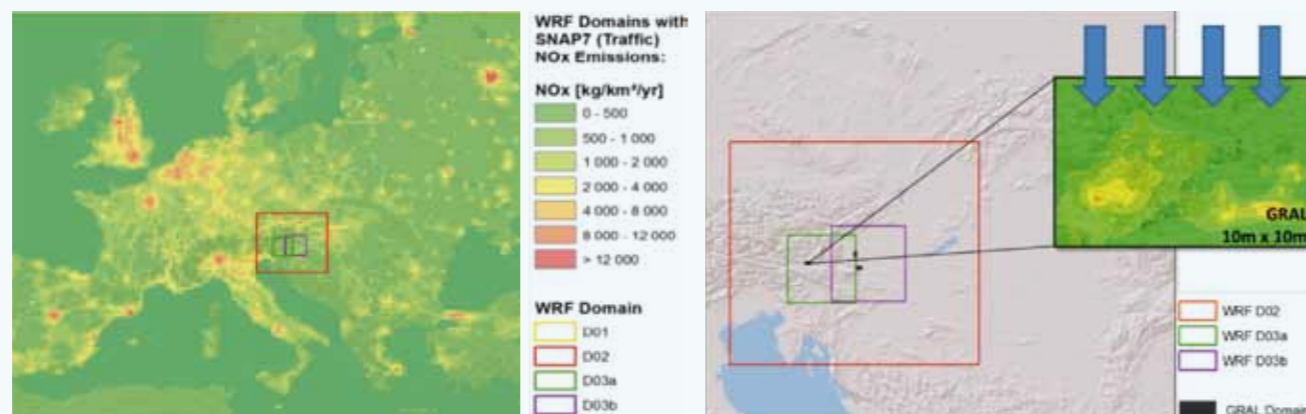 WRF Domains with
SNAP7 (Traffic)
NOx Emissions:
NOx [kg/km²/yr]
0 - 500
500 - 1 000
1 000 - 2 000
2 000 - 4 000
4 000 - 8 000
8 000 - 12 000
> 12 000
WRF Domain
D01
D02
D03a
D03b
GRAL
10m x 10m
WRF D02
WRF D03a
WRF D03b
GRAL Domain